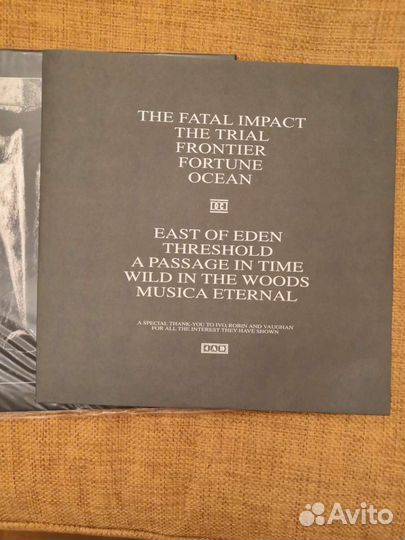 THE FATAL IMPACT
THE TRIAL
FRONTIER
FORTUNE
OCEAN
EAST OF EDEN
THRESHOLD
A PASSAGE IN TIME
WILD IN THE WOODS
MUSICA ETERNAL
A SPECIAL THANK-YOU TO IVO, ROBIN AND VAUGHAN
FOR ALL THE INTEREST THEY HAVE SHOWN
4AD
Avito